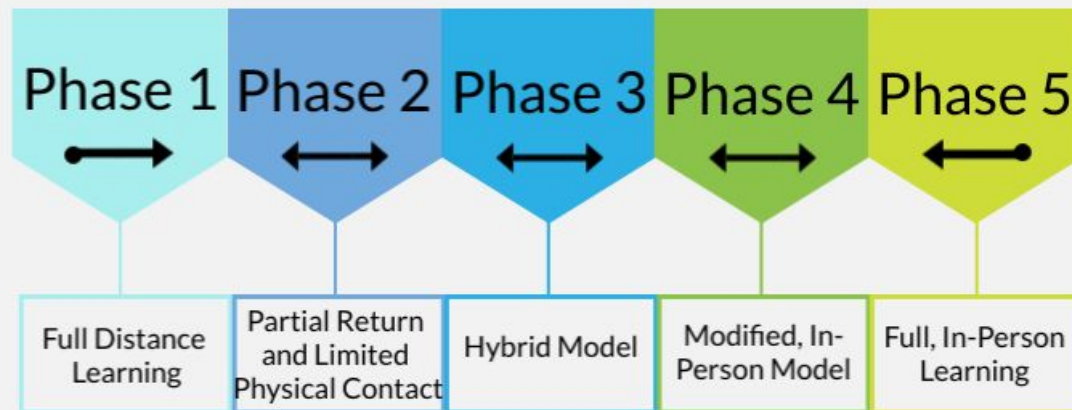 Phase 1
Phase 2
Phase 3
Phase 4
Phase 5
Full Distance
Learning
Partial Return
and Limited
Physical Contact
Hybrid Model
Modified, In-
Person Model
Full, In-Person
Learning